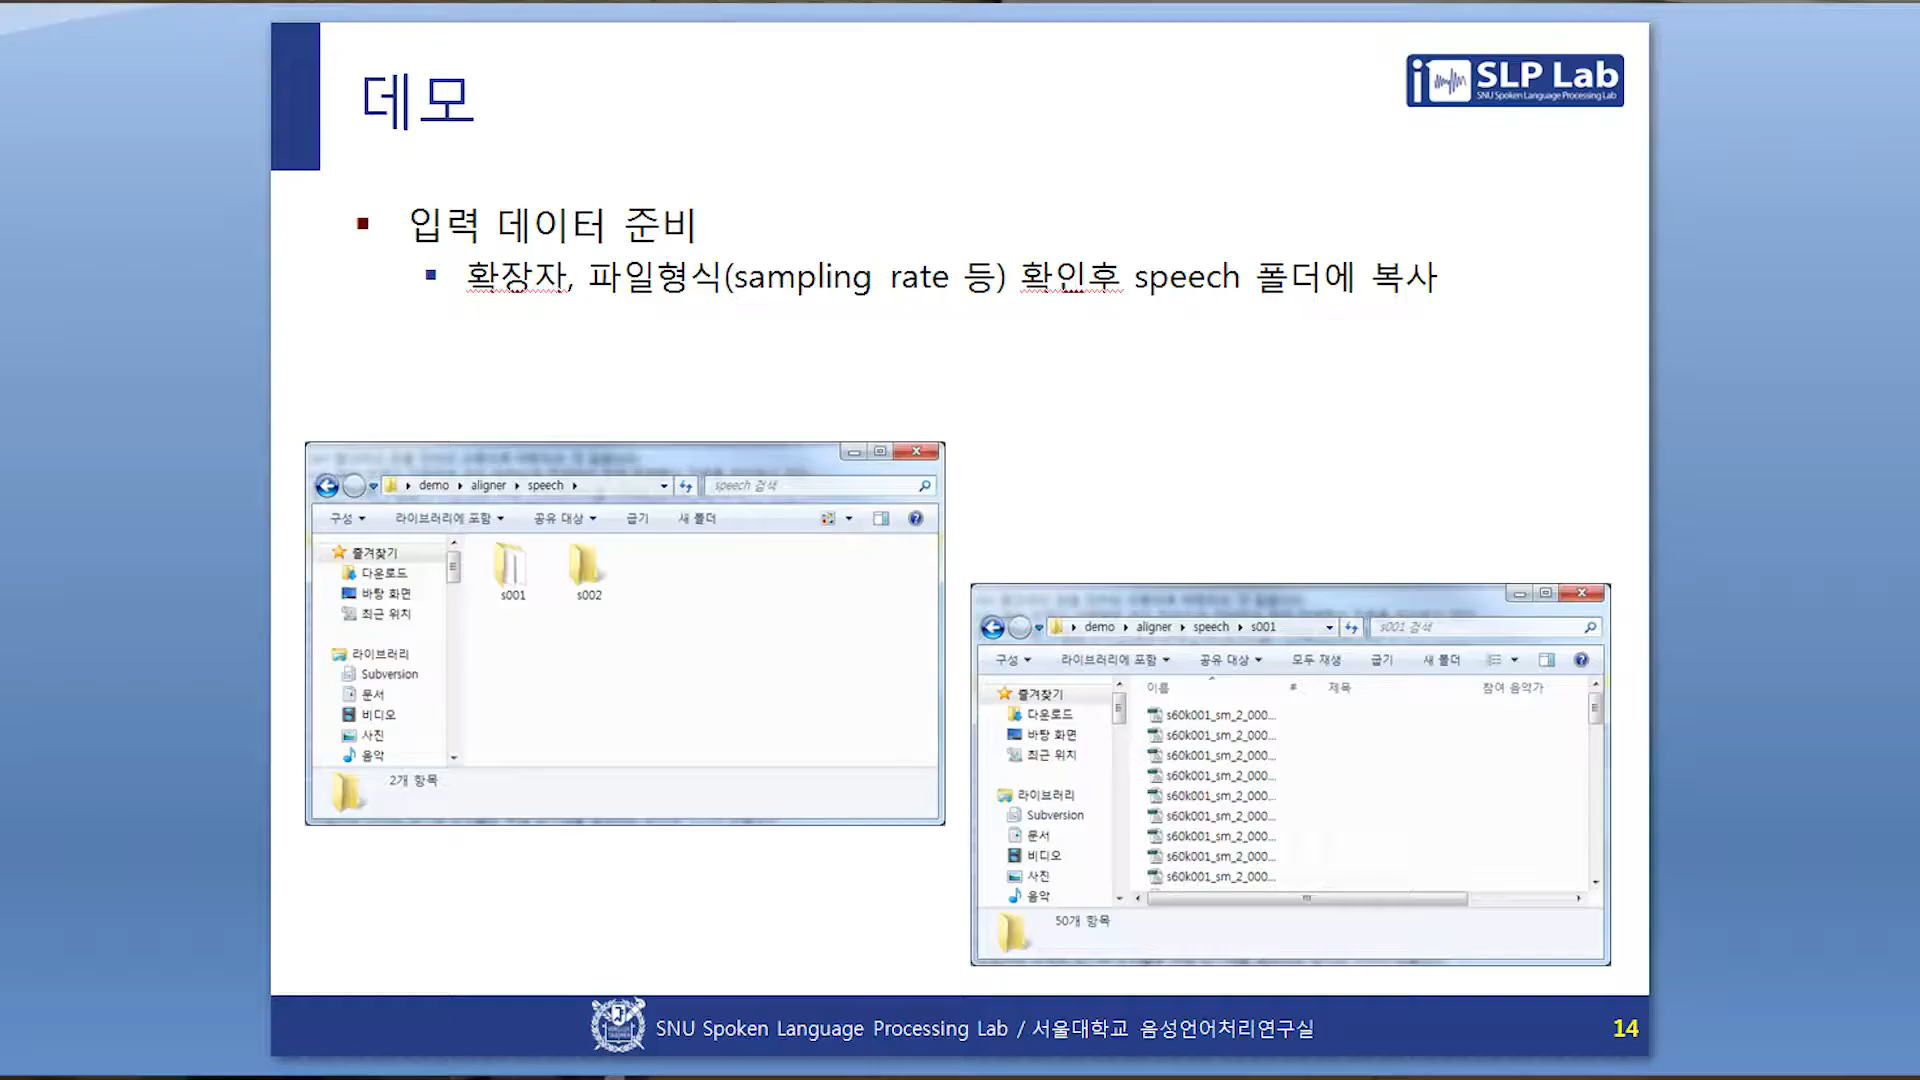 데모
SLP Lab
SNU Spoken Language Processing Lab
입력 데이터 준비
확장자, 파일형식(sampling rate 등) 확인후 speech 폴더에 복사
demo aligner speech
speech 검색
구성 라이브러리에 포함 공유 대상 굽기 새 폴더
즐겨찾기
다운로드
바탕 화면
최근 위치
라이브러리
Subversion
문서
비디오
사진
음악
s001 s002
2개 항목
demo aligner speech s001
s001 검색
구성 라이브러리에 포함 공유 대상 모두 재생 굽기 새 폴더
즐겨찾기
다운로드
바탕 화면
최근 위치
라이브러리
Subversion
문서
비디오
사진
음악
이름 # 제목 참여 음악가
s60k001_sm_2_000...
s60k001_sm_2_000...
s60k001_sm_2_000...
s60k001_sm_2_000...
s60k001_sm_2_000...
s60k001_sm_2_000...
s60k001_sm_2_000...
s60k001_sm_2_000...
s60k001_sm_2_000...
50개 항목
SNU Spoken Language Processing Lab / 서울대학교 음성언어처리연구실
14